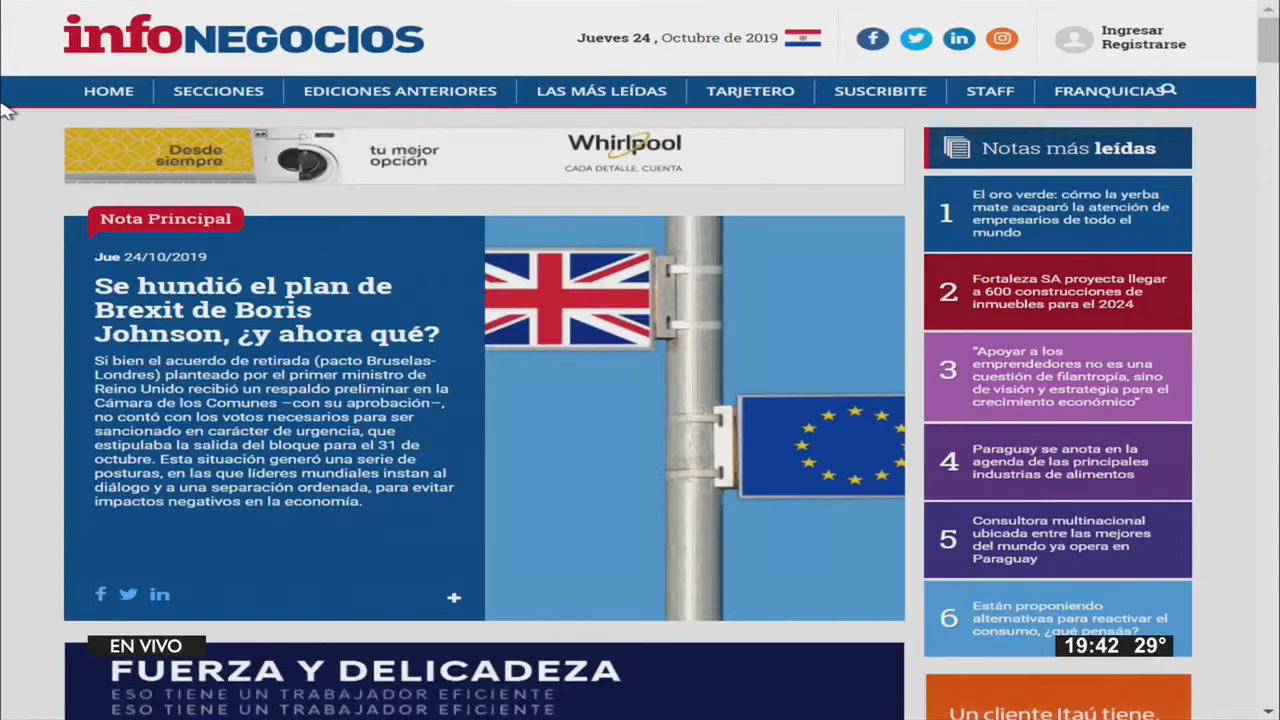 infoNEGOCIOS
Jueves 24 , Octubre de 2019
Ingresar
Registrarse
HOME
SECCIONES
EDICIONES ANTERIORES
LAS MÁS LEÍDAS
TARJETERO
SUSCRIBITE
STAFF
FRANQUICIAS
Desde
siempre
tu mejor
opción
Whirlpool
CADA DETALLE. CUENTA
Nota Principal
Jue 24/10/2019
Se hundió el plan de
Brexit de Boris
Johnson, ¿y ahora qué?
Si bien el acuerdo de retirada (pacto Bruselas-
Londres) planteado por el primer ministro de
Reino Unido recibió un respaldo preliminar en la
Cámara de los Comunes —con su aprobación—,
no contó con los votos necesarios para ser
sancionado en carácter de urgencia, que
estipulaba la salida del bloque para el 31 de
octubre. Esta situación generó una serie de
posturas, en las que líderes mundiales instan al
diálogo y a una separación ordenada, para evitar
impactos negativos en la economía.
Notas más leídas
1
El oro verde: cómo la yerba
mate acaparó la atención de
empresarios de todo el
mundo
2
Fortaleza SA proyecta llegar
a 600 construcciones de
inmuebles para el 2024
3
"Apoyar a los
emprendedores no es una
cuestión de filantropía, sino
de visión y estrategia para el
crecimiento económico"
4
Paraguay se anota en la
agenda de las principales
industrias de alimentos
5
Consultora multinacional
ubicada entre las mejores
del mundo ya opera en
Paraguay
6
Están proponiendo
alternativas para reactivar el
consumo, ¿qué pensás?
EN VIVO
19:42 29°
FUERZA Y DELICADEZA
ESO TIENE UN TRABAJADOR EFICIENTE
ESO TIENE UN TRABAJADOR EFICIENTE
Un cliente Itaú tiene